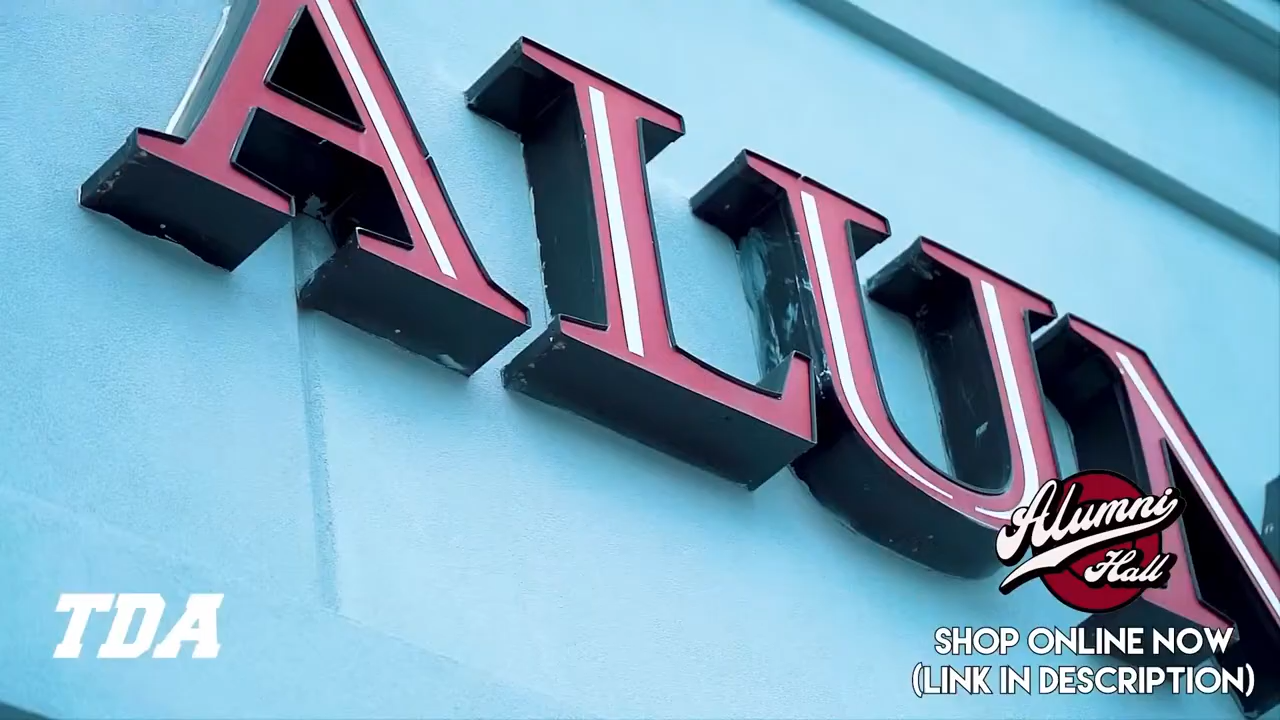 ALUM
Alumni
Hall
TDA
SHOP ONLINE NOW
(LINK IN DESCRIPTION)